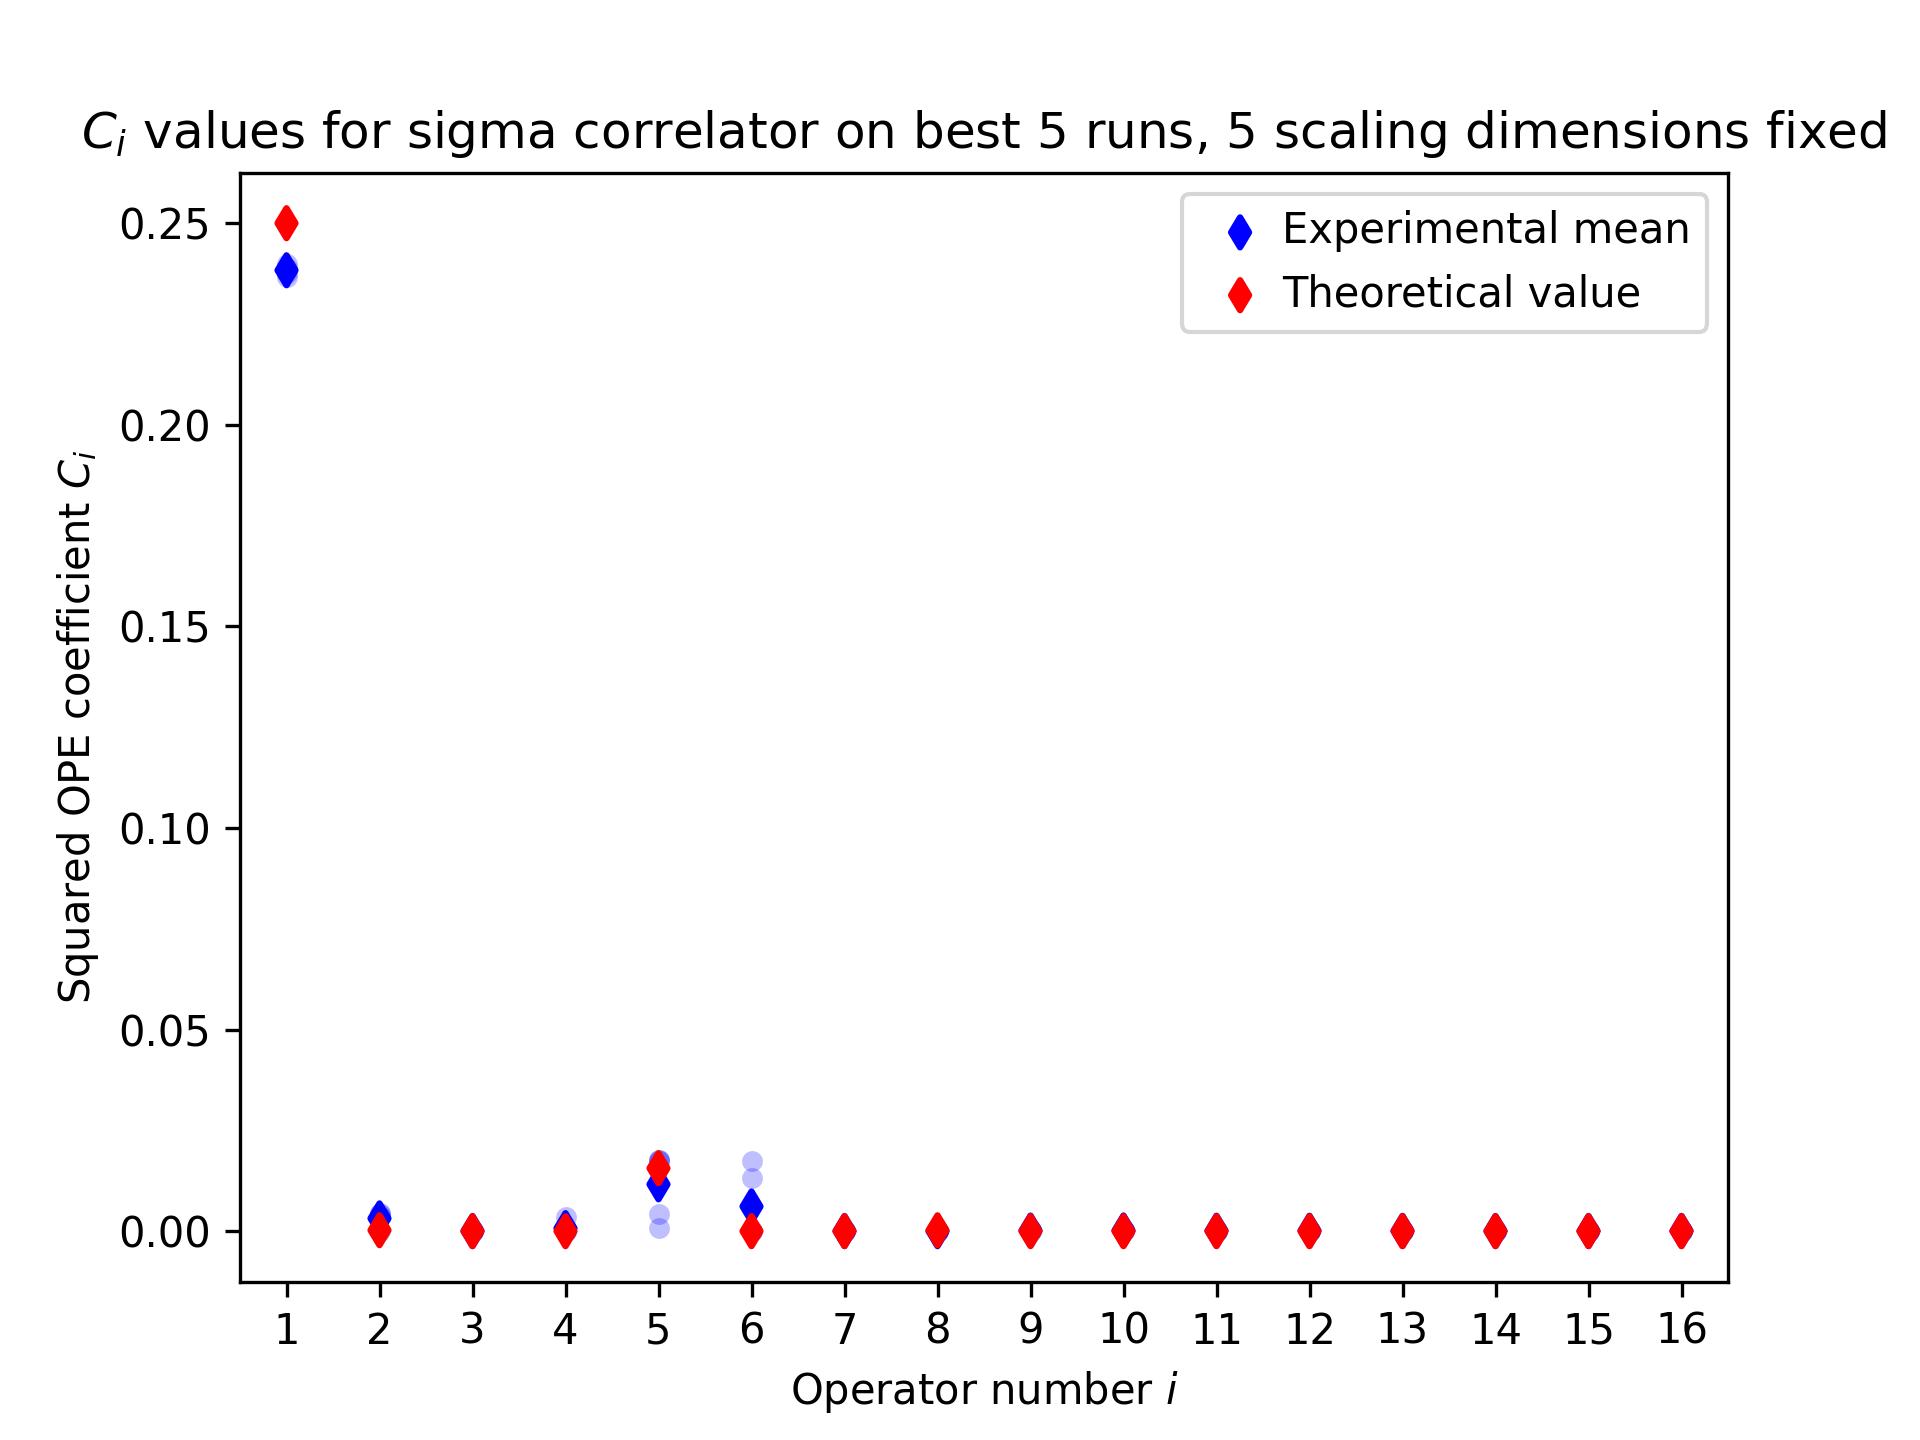 C_i values for sigma correlator on best 5 runs, 5 scaling dimensions fixed
Experimental mean
Theoretical value
Squared OPE coefficient C_i
0.25
0.20
0.15
0.10
0.05
0.00
1 2 3 4 5 6 7 8 9 10 11 12 13 14 15 16
Operator number i